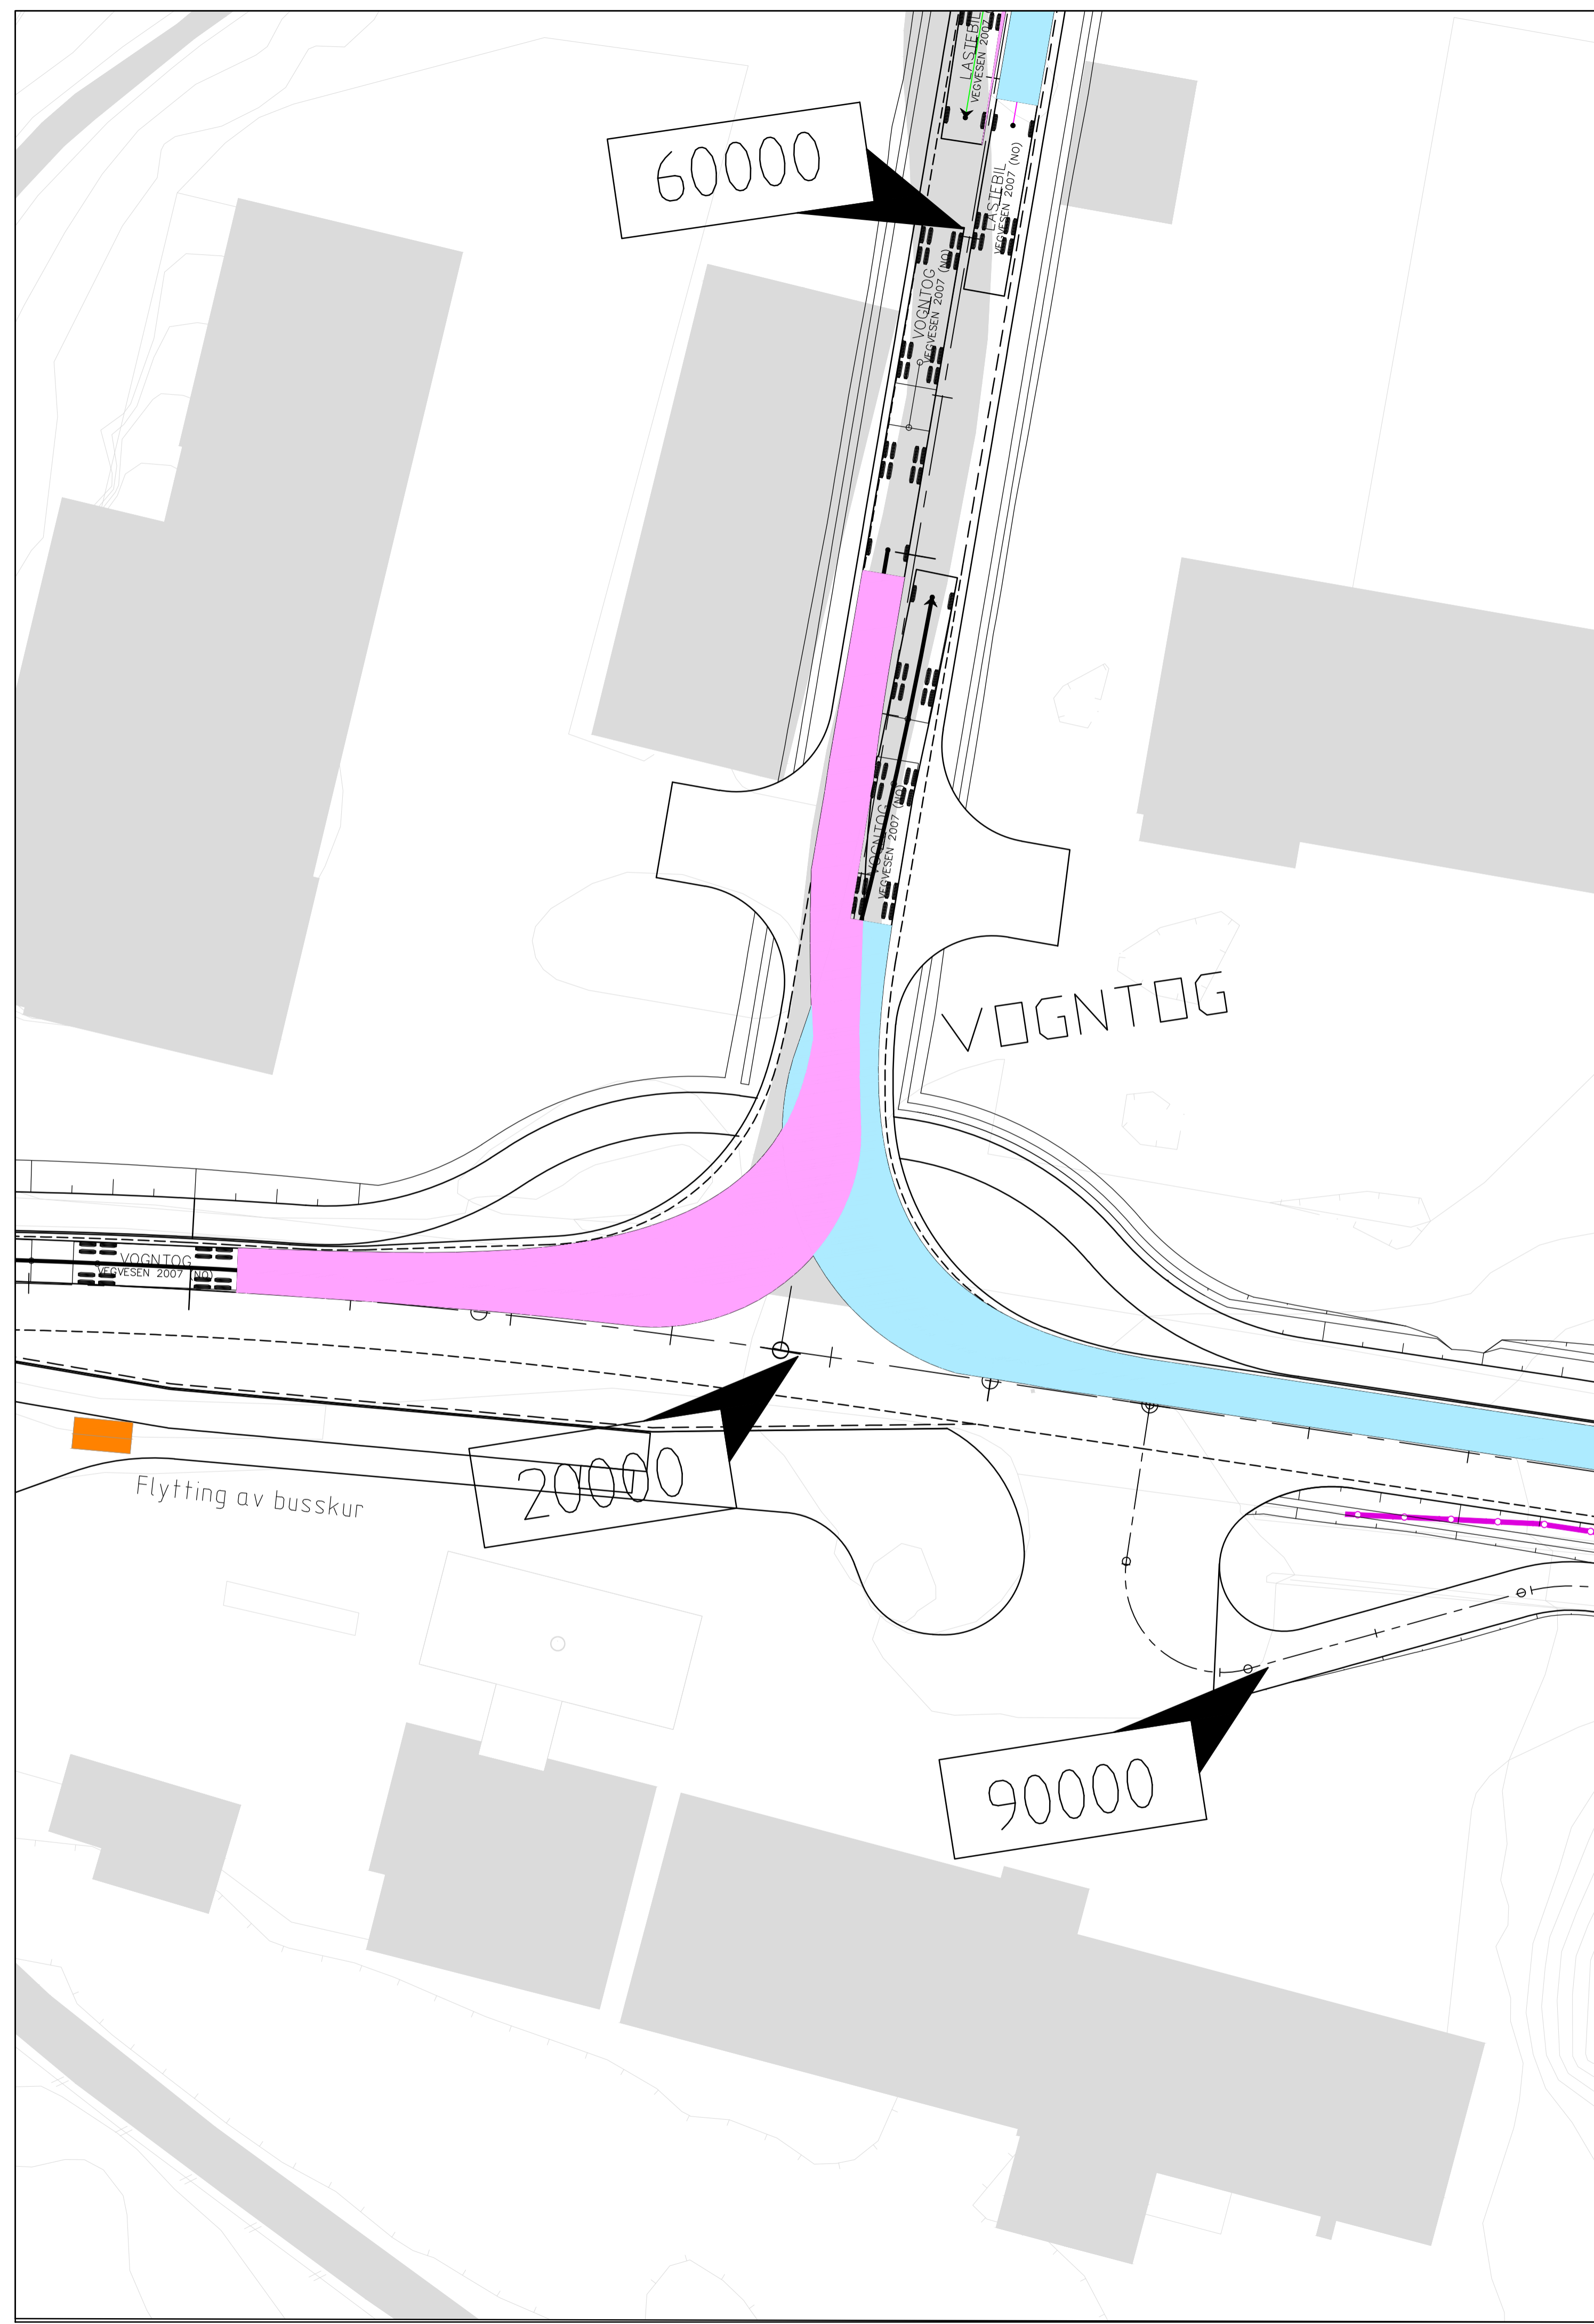 LASTEBIL
VEGVESEN 2007
60000
LASTEBIL
VEGVESEN 2007 (NO)
VOGNTOG
VEGVESEN 2007 (NO)
VOGNTOG
VEGVESEN 2007 (NO)
VOGNTOG
VOGNTOG
VEGVESEN 2007 (NO)
20000
Flytting av busskur
90000